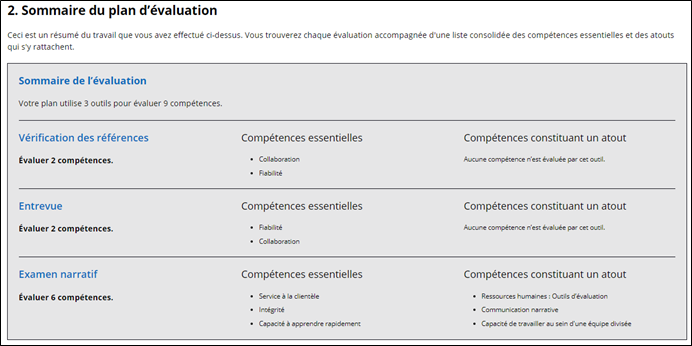 2. Sommaire du plan d’évaluation
Ceci est un résumé du travail que vous avez effectué ci-dessus. Vous trouverez chaque évaluation accompagnée d'une liste consolidée des compétences essentielles et des atouts
qui s'y rattachent.
Sommaire de l’évaluation
Votre plan utilise 3 outils pour évaluer 9 compétences.
Vérification des références
Évaluer 2 compétences.
Compétences essentielles
Collaboration
Fiabilité
Compétences constituant un atout
Aucune compétence n'est évaluée par cet outil.
Entrevue
Évaluer 2 compétences.
Compétences essentielles
Fiabilité
Collaboration
Compétences constituant un atout
Aucune compétence n'est évaluée par cet outil.
Examen narratif
Évaluer 6 compétences.
Compétences essentielles
Service à la clientèle
Intégrité
Capacité à apprendre rapidement
Compétences constituant un atout
Ressources humaines : Outils d'évaluation
Communication narrative
Capacité de travailler au sein d'une équipe divisée